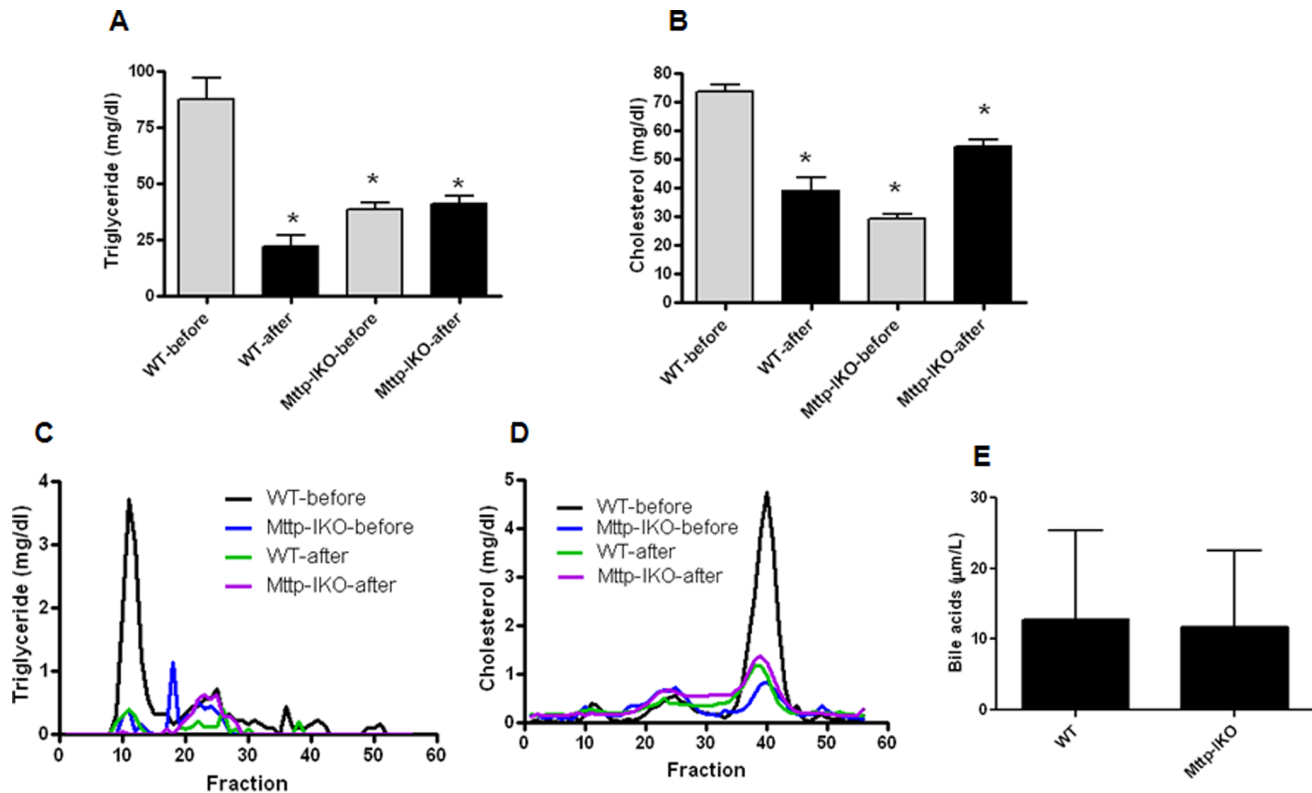 A
B
Triglyceride (mg/dl)
100
75
50
25
0
*
*
*
WT-before
WT-after
Mttp-IKO-before
Mttp-IKO-after
Cholesterol (mg/dl)
80
70
60
50
40
30
20
10
0
*
*
*
WT-before
WT-after
Mttp-IKO-before
Mttp-IKO-after
C
D
E
Triglyceride (mg/dl)
4
3
2
1
0
WT-before
Mttp-IKO-before
WT-after
Mttp-IKO-after
0 10 20 30 40 50 60
Fraction
Cholesterol (mg/dl)
5
4
3
2
1
0
WT-before
Mttp-IKO-before
WT-after
Mttp-IKO-after
0 10 20 30 40 50 60
Fraction
Bile acids (μm/L)
30
20
10
0
WT
Mttp-IKO